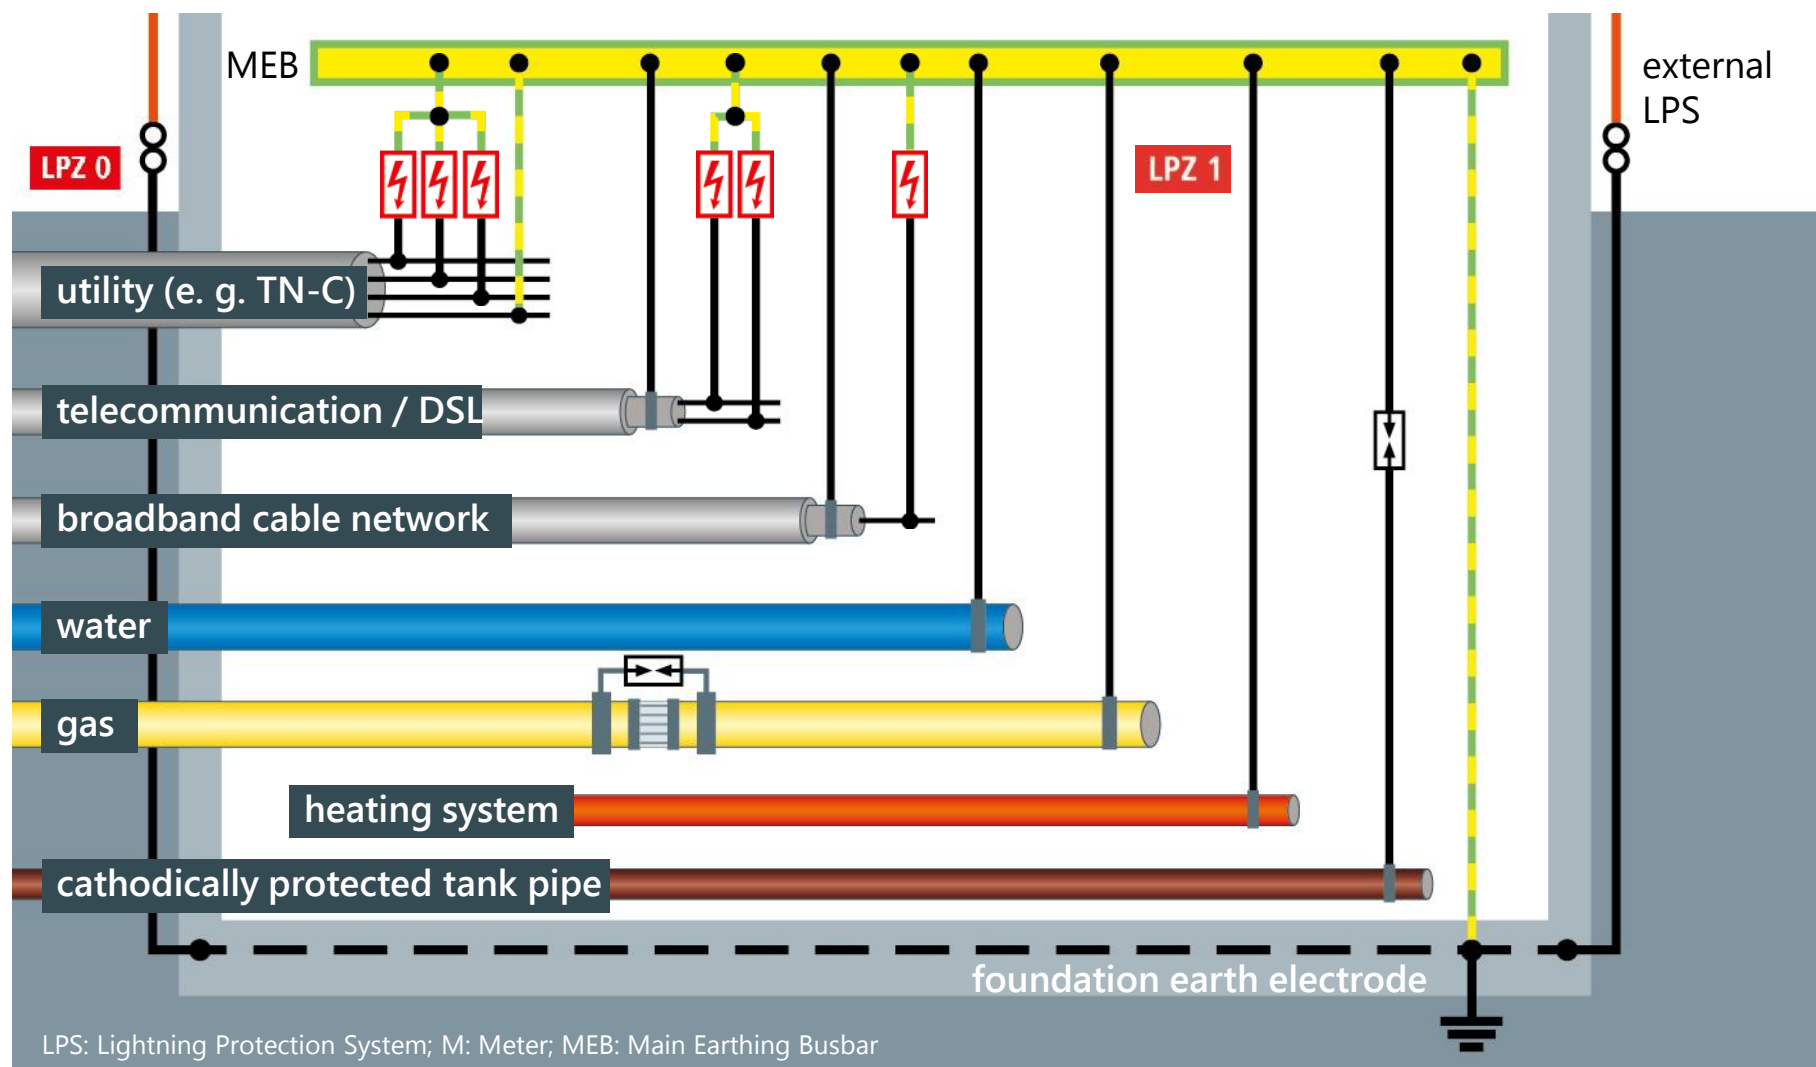 MEB
external
LPS
LPZ 0
LPZ 1
utility (e. g. TN-C)
telecommunication / DSL
broadband cable network
water
gas
heating system
cathodically protected tank pipe
foundation earth electrode
LPS: Lightning Protection System; M: Meter; MEB: Main Earthing Busbar